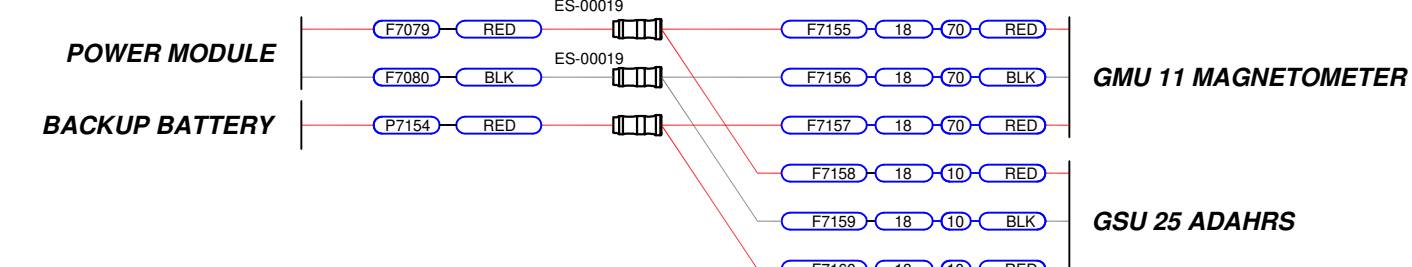 ES-00019
F7079 RED F7155 18 70 RED
POWER MODULE
ES-00019
F7080 BLK F7156 18 70 BLK GMU 11 MAGNETOMETER
BACKUP BATTERY P7154 RED F7157 18 70 RED
F7158 18 10 RED
F7159 18 10 BLK GSU 25 ADAHRS